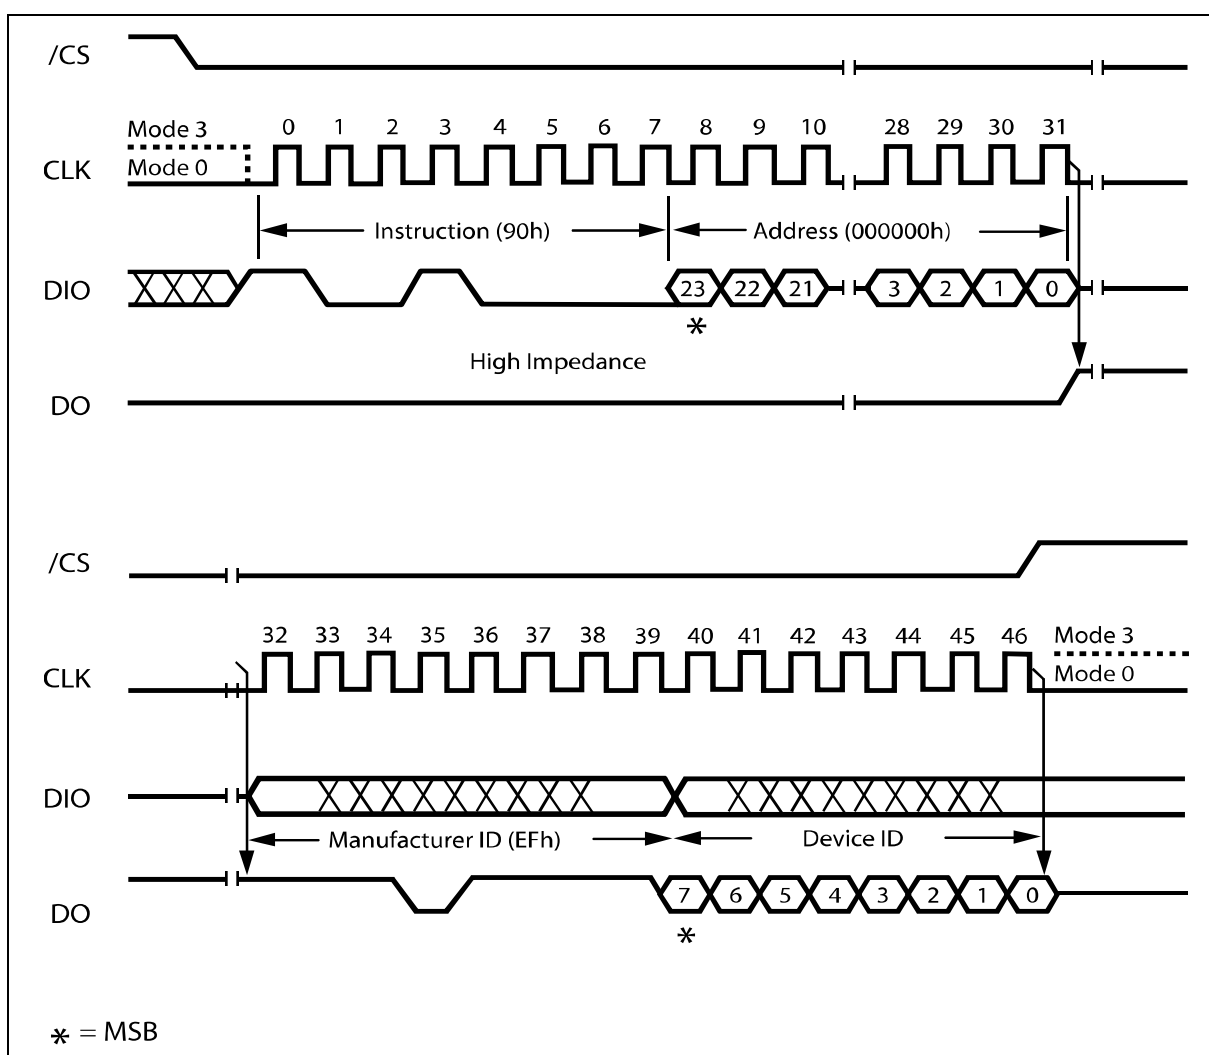 /CS
Mode 3
0 1 2 3 4 5 6 7 8 9 10 28 29 30 31
CLK
Mode 0
Instruction (90h)
Address (000000h)
DIO
23 22 21 3 2 1 0
*
High Impedance
DO
/CS
32 33 34 35 36 37 38 39 40 41 42 43 44 45 46
Mode 3
CLK
Mode 0
DIO
Manufacturer ID (EFh)
Device ID
DO
7 6 5 4 3 2 1 0
*
* = MSB